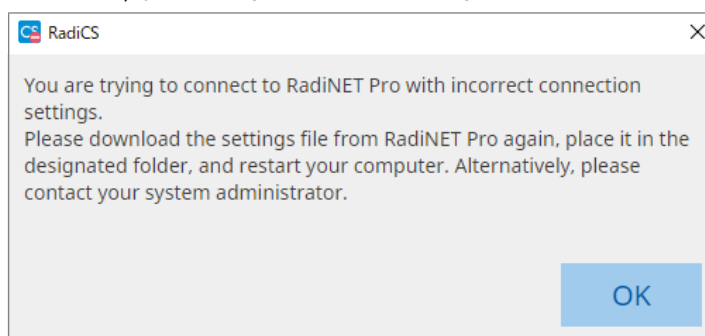 RadiCS
You are trying to connect to RadiNET Pro with incorrect connection
settings.
Please download the settings file from RadiNET Pro again, place it in the
designated folder, and restart your computer. Alternatively, please
contact your system administrator.
OK